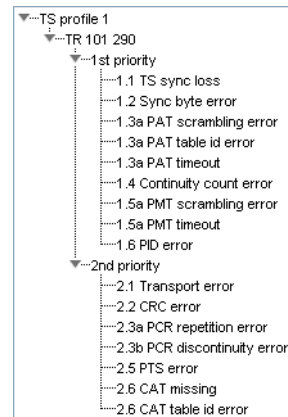 TS profile 1
TR 101 290
1st priority
1.1 TS sync loss
1.2 Sync byte error
1.3a PAT scrambling error
1.3a PAT table id error
1.3a PAT timeout
1.4 Continuity count error
1.5a PMT scrambling error
1.5a PMT timeout
1.6 PID error
2nd priority
2.1 Transport error
2.2 CRC error
2.3a PCR repetition error
2.3b PCR discontinuity error
2.5 PTS error
2.6 CAT missing
2.6 CAT table id error